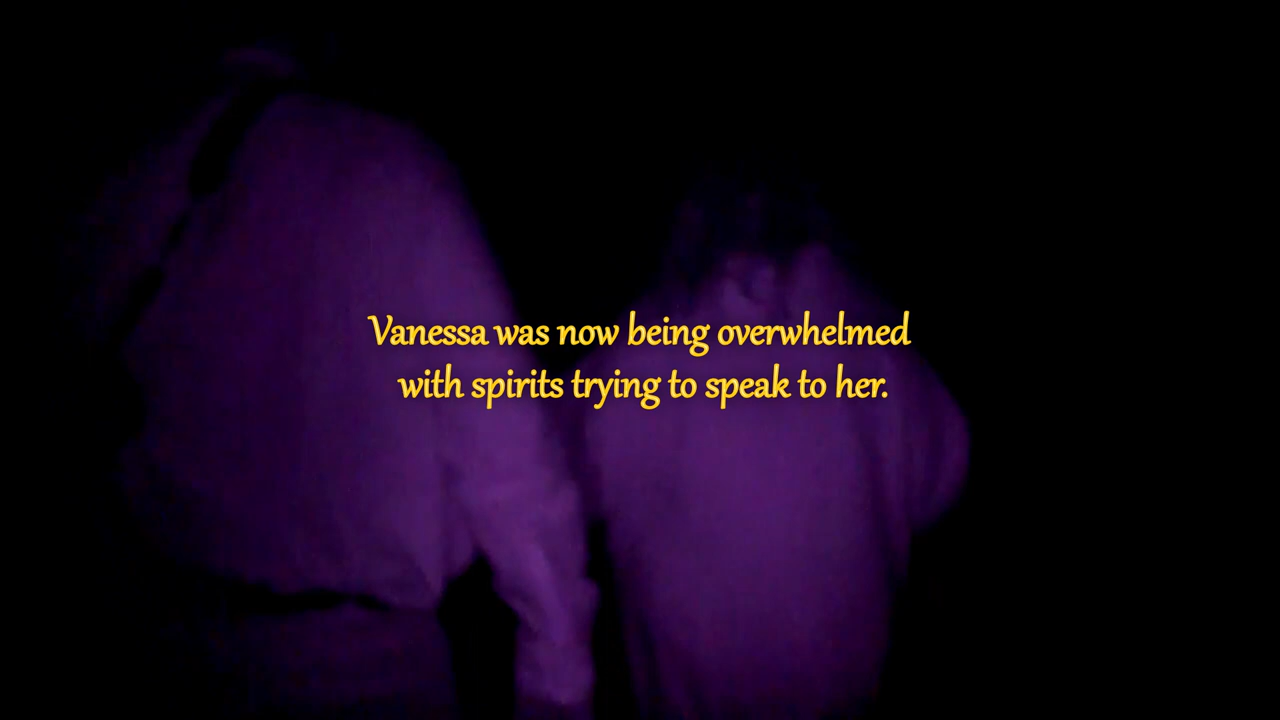 Vanessa was now being overwhelmed
with spirits trying to speak to her.